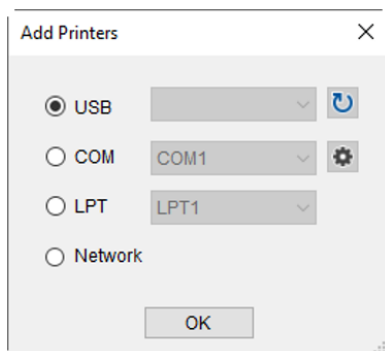 Add Printers
USB
COM COM1
LPT LPT1
Network
OK